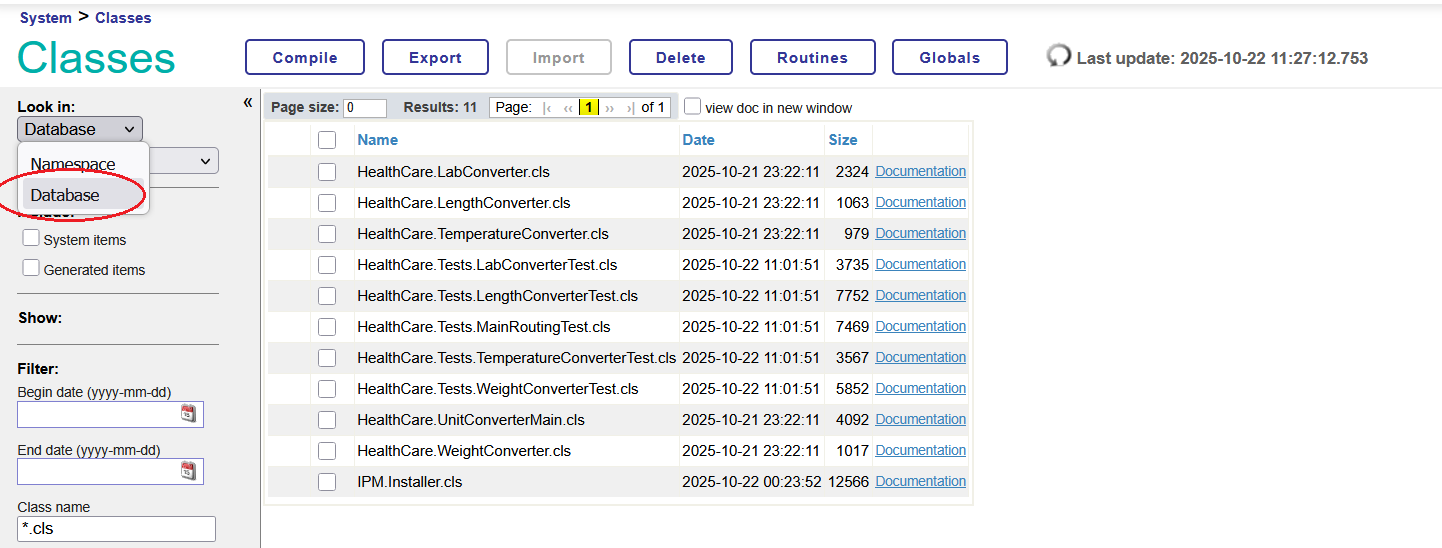 System > Classes
Classes
Compile Export Import Delete Routines Globals Last update: 2025-10-22 11:27:12.753
Look in:
Database
Namespace
Database
System items
Generated items
Show:
Filter:
Begin date (yyyy-mm-dd)
End date (yyyy-mm-dd)
Class name
*.cls
«
Page size: 0 Results: 11 Page: |‹ ‹‹ 1 ›› ›| of 1 view doc in new window
Name Date Size
HealthCare.LabConverter.cls 2025-10-21 23:22:11 2324 Documentation
HealthCare.LengthConverter.cls 2025-10-21 23:22:11 1063 Documentation
HealthCare.TemperatureConverter.cls 2025-10-21 23:22:11 979 Documentation
HealthCare.Tests.LabConverterTest.cls 2025-10-22 11:01:51 3735 Documentation
HealthCare.Tests.LengthConverterTest.cls 2025-10-22 11:01:51 7752 Documentation
HealthCare.Tests.MainRoutingTest.cls 2025-10-22 11:01:51 7469 Documentation
HealthCare.Tests.TemperatureConverterTest.cls 2025-10-22 11:01:51 3567 Documentation
HealthCare.Tests.WeightConverterTest.cls 2025-10-22 11:01:51 5852 Documentation
HealthCare.UnitConverterMain.cls 2025-10-21 23:22:11 4092 Documentation
HealthCare.WeightConverter.cls 2025-10-21 23:22:11 1017 Documentation
IPM.Installer.cls 2025-10-22 00:23:52 12566 Documentation